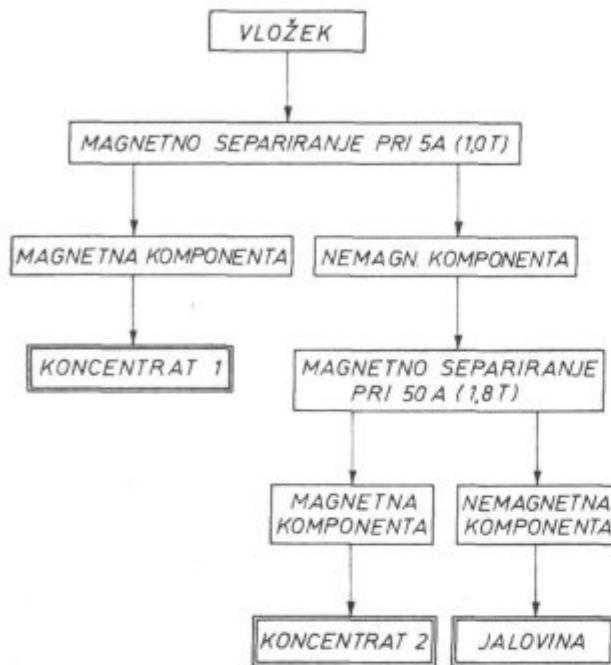 VLOŽEK
MAGNETNO SEPARIRANJE PRI 5A (1,0T)
MAGNETNA KOMPONENTA
NEMAGN. KOMPONENTA
KONCENTRAT 1
MAGNETNO SEPARIRANJE
PRI 50A (1,8T)
MAGNETNA
KOMPONENTA
NEMAGNETNA
KOMPONENTA
KONCENTRAT 2
JALOVINA